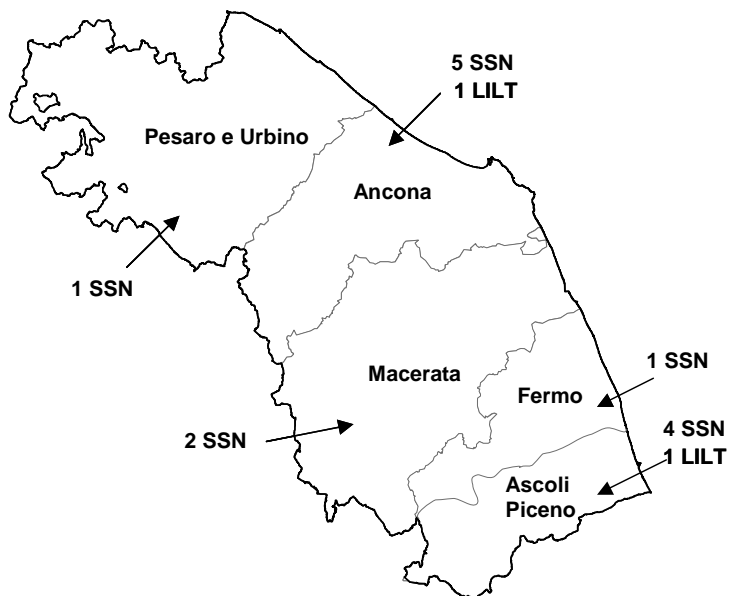 5 SSN
1 LILT
Pesaro e Urbino
Ancona
1 SSN
Macerata
1 SSN
Fermo
2 SSN
4 SSN
1 LILT
Ascoli
Piceno